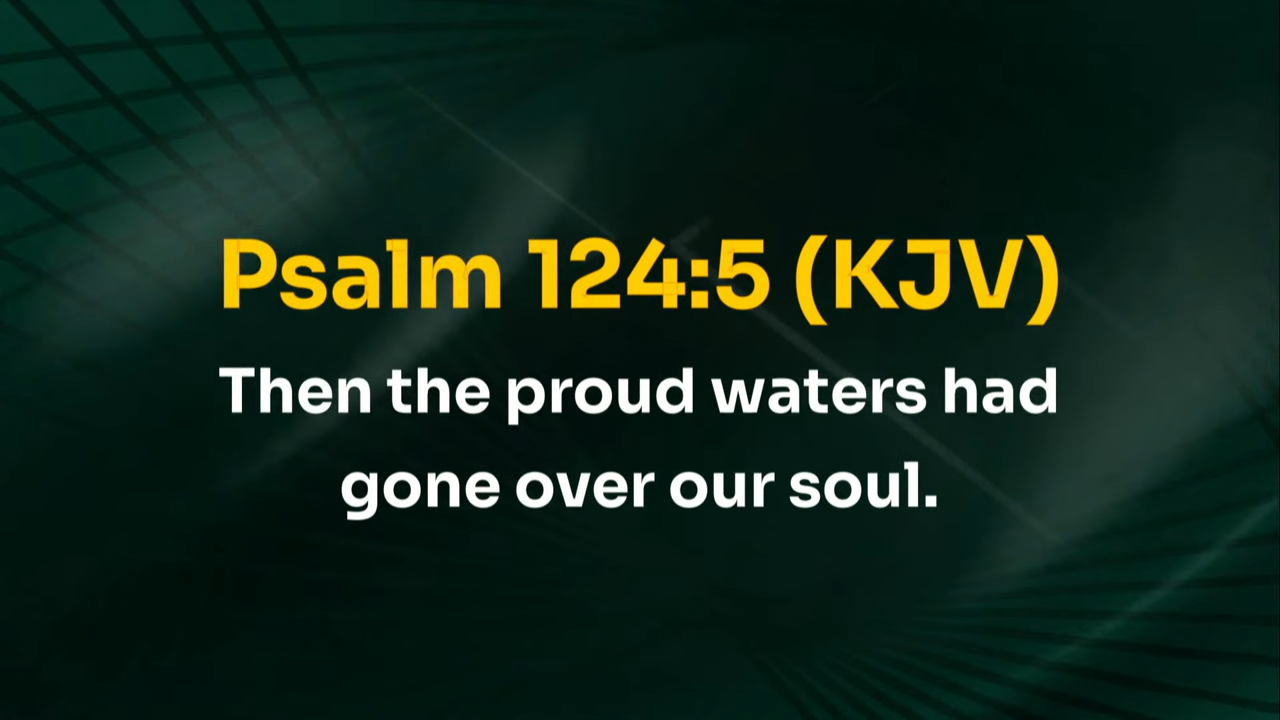 Psalm 124:5 (KJV)
Then the proud waters had
gone over our soul.